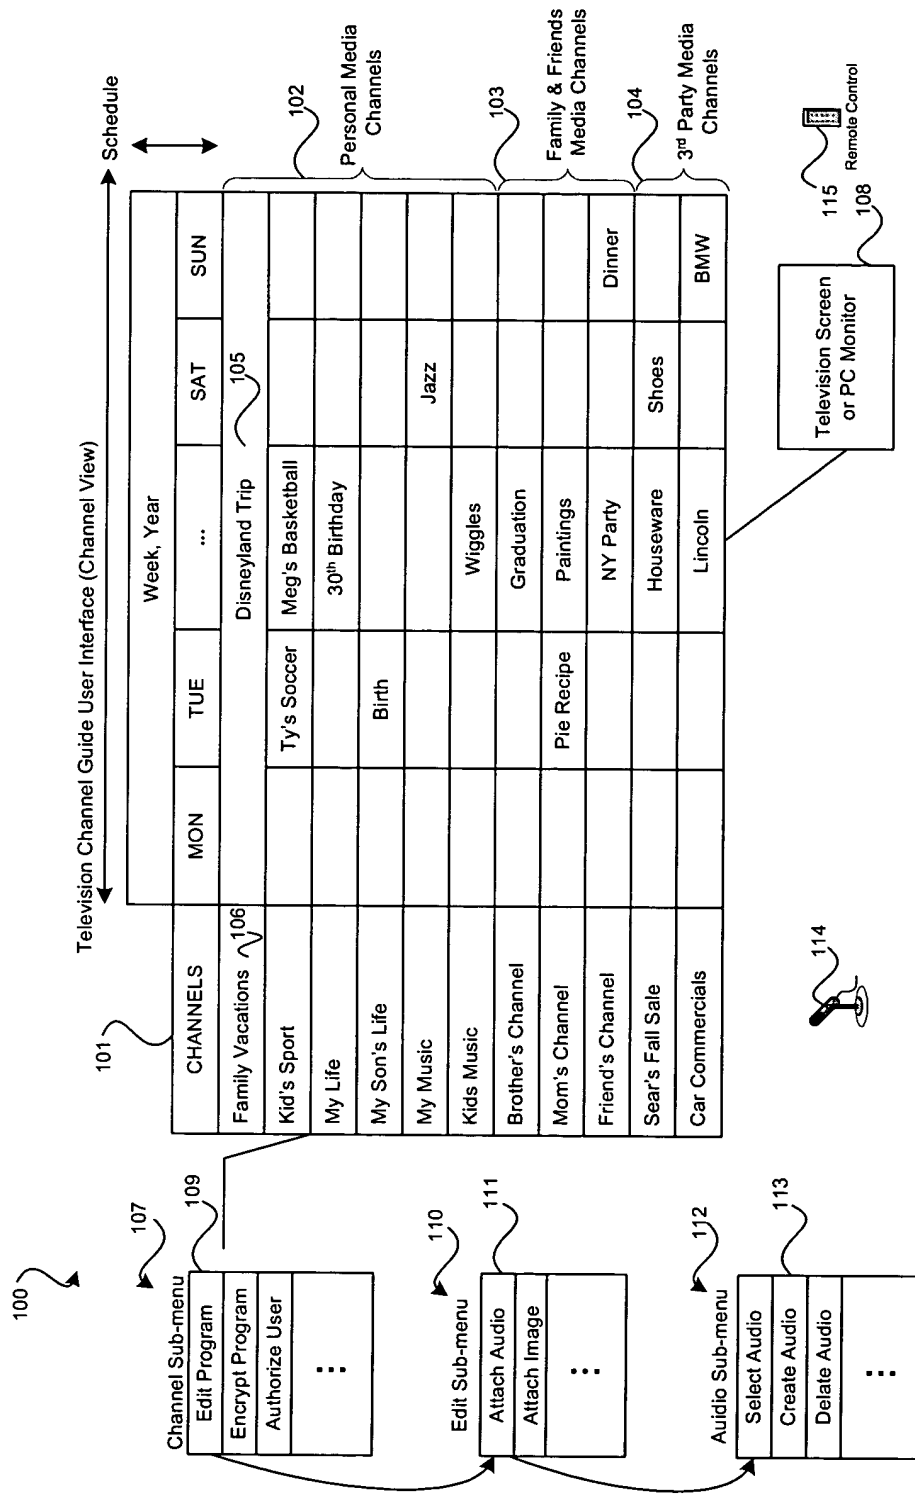 100
Television Channel Guide User Interface (Channel View)
Schedule
101
Week, Year
CHANNELS MON TUE ... SAT SUN
Family Vacations 106 Disneyland Trip 105
Kid's Sport Ty's Soccer Meg's Basketball
My Life 30th Birthday
My Son's Life Birth
My Music Jazz
Kids Music Wiggles
Brother's Channel Graduation
Mom's Channel Pie Recipe Paintings
Friend's Channel NY Party Dinner
Sear's Fall Sale Houseware Shoes
Car Commercials Lincoln BMW
102
Personal Media
Channels
103
Family & Friends
Media Channels
104
3rd Party Media
Channels
107
Channel Sub-menu
109
Edit Program
Encrypt Program
Authorize User
...
110
Edit Sub-menu
111
Attach Audio
Attach Image
...
112
Auidio Sub-menu
113
Select Audio
Create Audio
Delate Audio
...
114
Television Screen
or PC Monitor
108
115
Remote Control